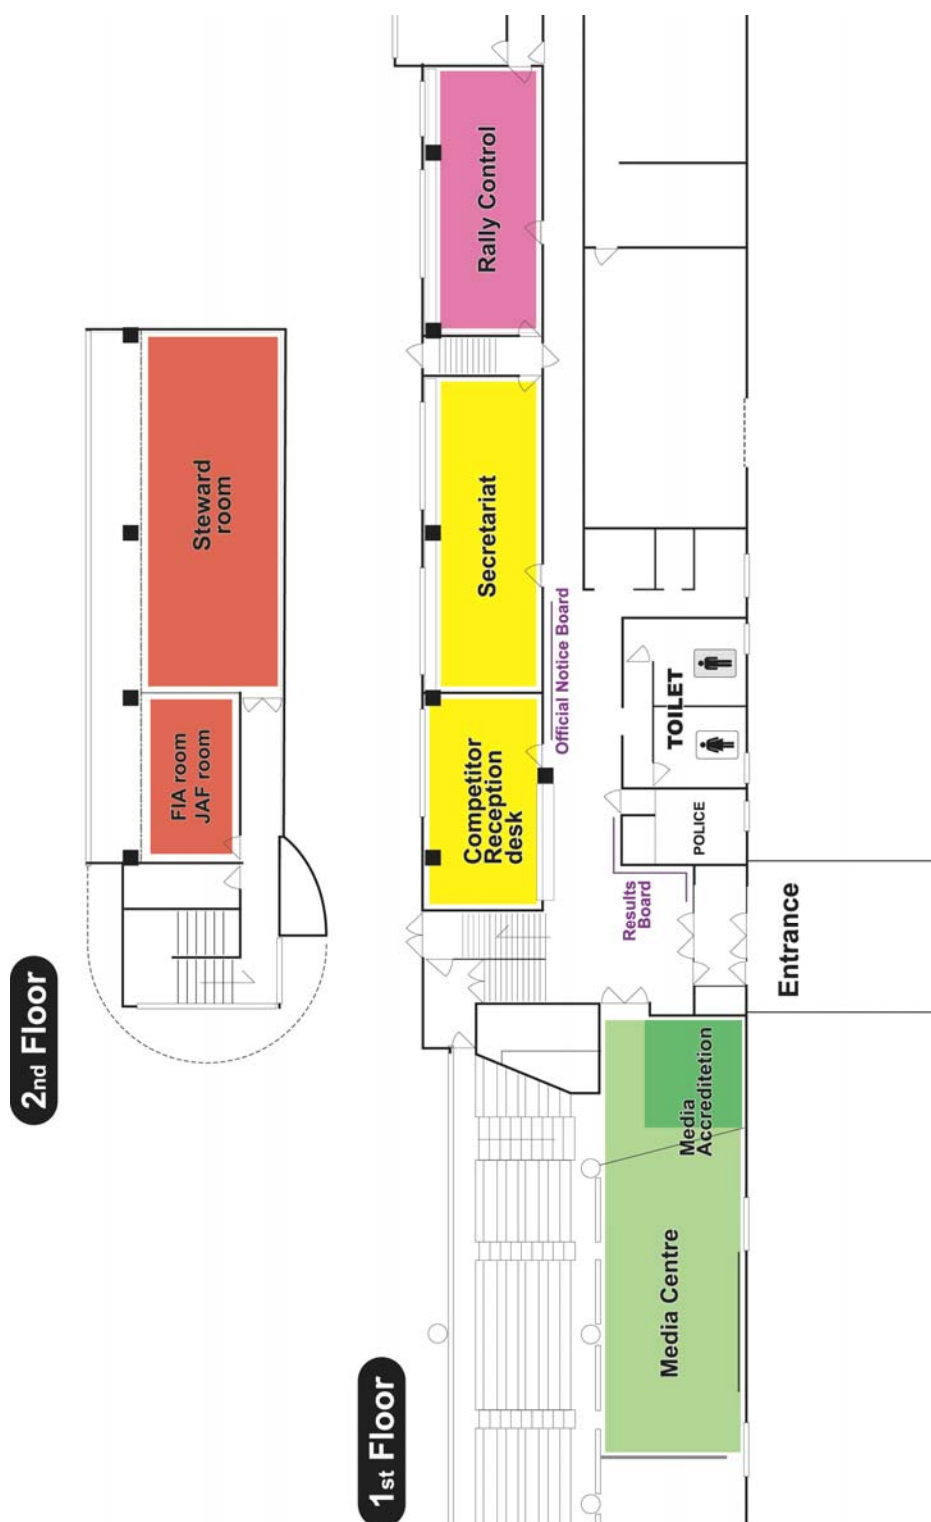 2nd Floor
Steward
room
FIA room
JAF room
1st Floor
Rally Control
Secretariat
Official Notice Board
Competitor
Reception
desk
TOILET
POLICE
Results
Board
Entrance
Media
Accreditetion
Media Centre